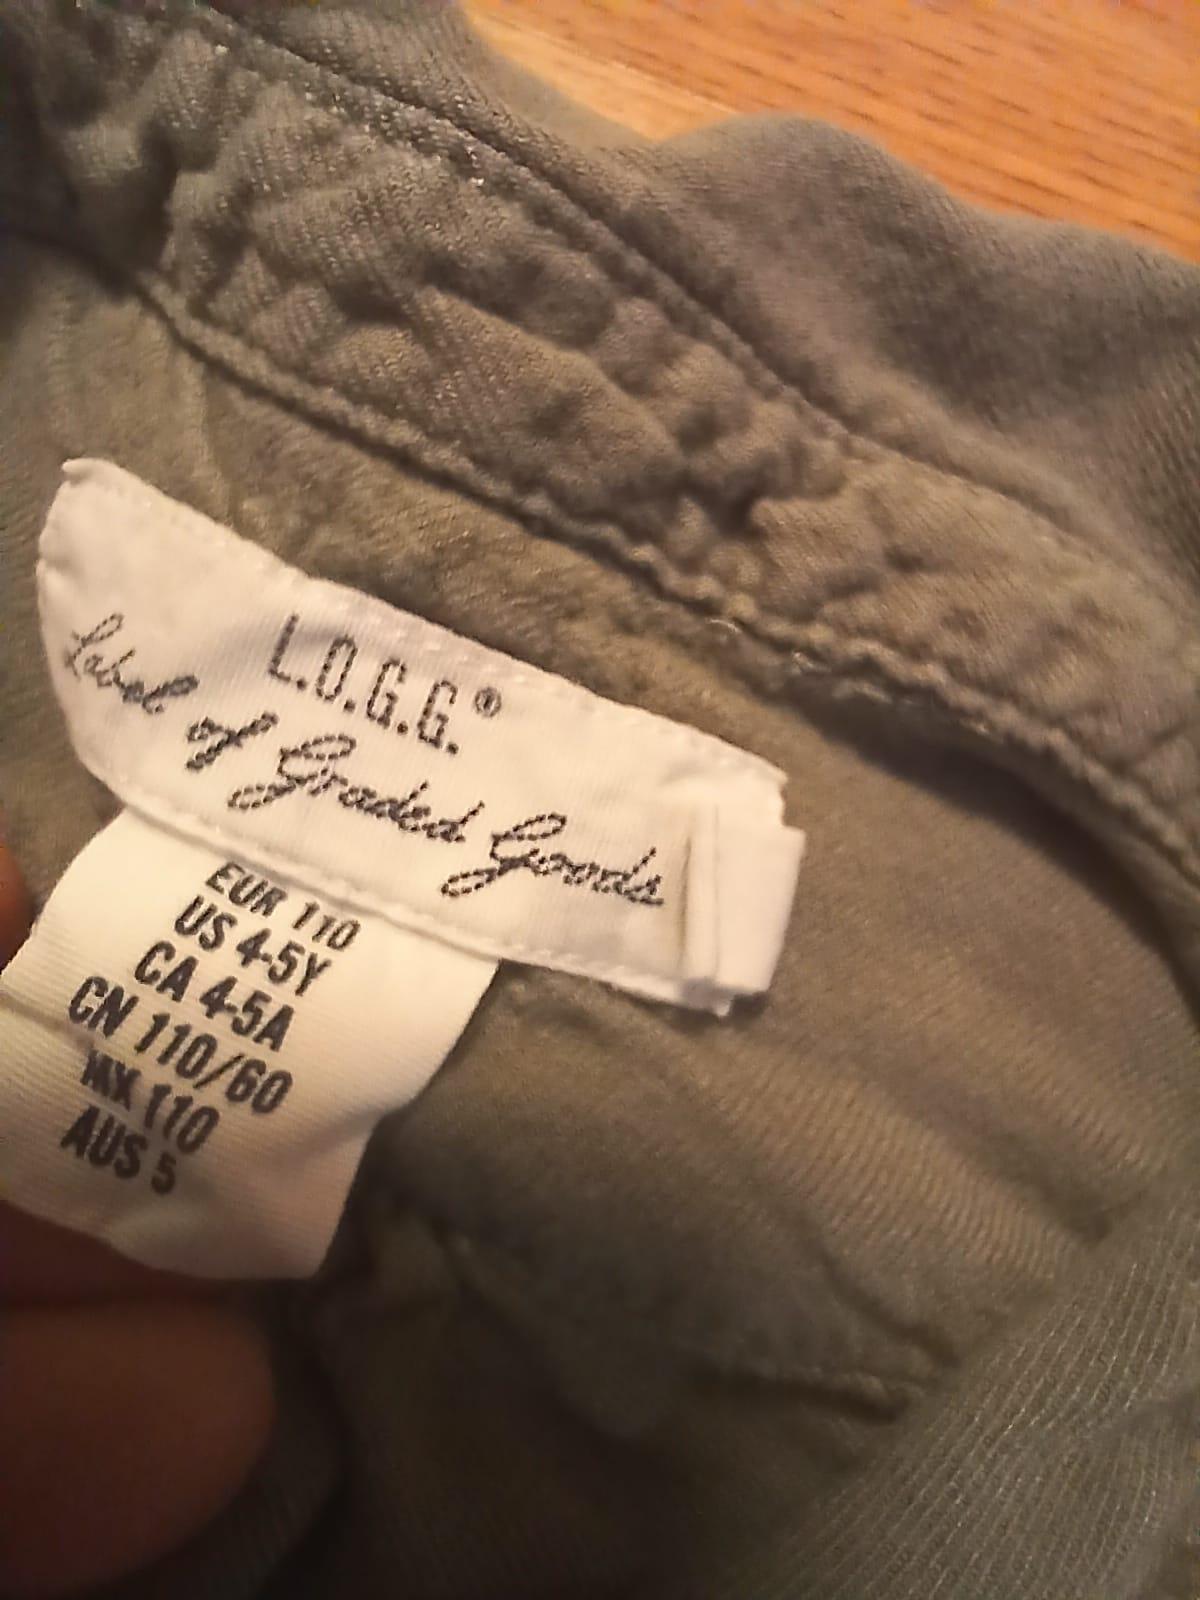 L.O.G.G.®
Label of Graded Goods
EUR 110
US 4-5Y
CA 4-5A
CN 110/60
MX 110
AUS 5